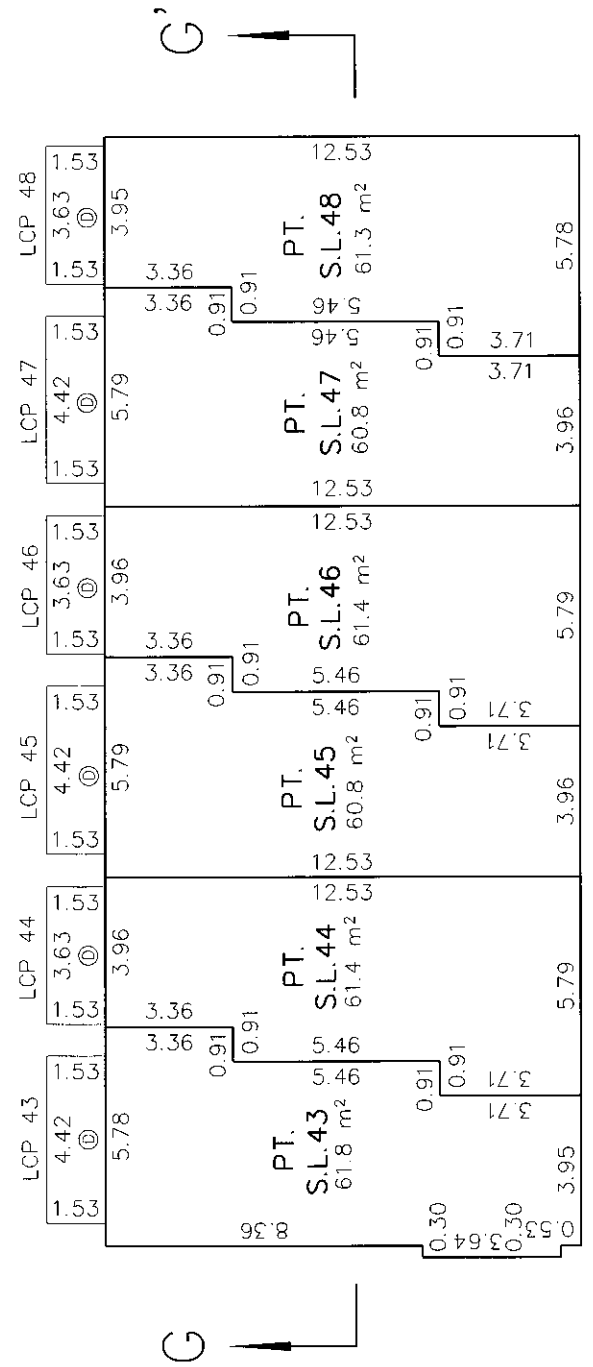 G
G'
LCP 43
1.53
4.42
1.53
D
5.78
LCP 44
1.53
3.63
1.53
D
3.96
LCP 45
1.53
4.42
1.53
D
5.79
LCP 46
1.53
3.63
1.53
D
3.96
LCP 47
1.53
4.42
1.53
D
5.79
LCP 48
1.53
3.63
1.53
D
3.95
8.36
0.30
3.64
0.30
0.53
PT.
S.L.43
61.8 m²
3.95
3.36
3.36
0.91
0.91
5.46
5.46
0.91
0.91
3.71
3.71
PT.
S.L.44
61.4 m²
5.79
12.53
12.53
PT.
S.L.45
60.8 m²
3.96
3.36
3.36
0.91
0.91
5.46
5.46
0.91
0.91
3.71
3.71
PT.
S.L.46
61.4 m²
5.79
12.53
12.53
PT.
S.L.47
60.8 m²
3.96
3.36
3.36
0.91
0.91
5.46
5.46
0.91
0.91
3.71
3.71
PT.
S.L.48
61.3 m²
5.78
12.53